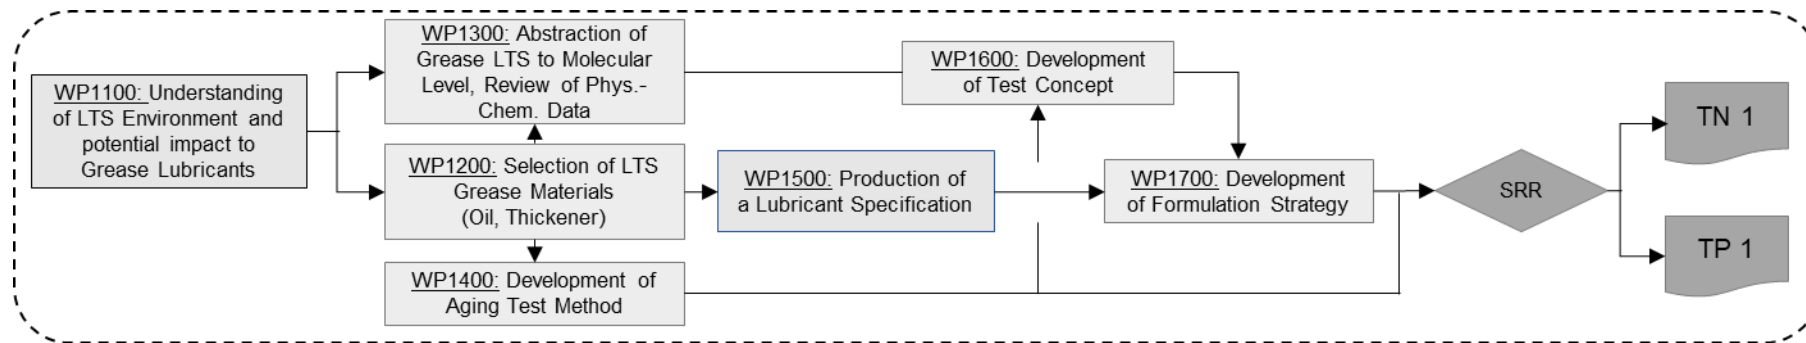 WP1100: Understanding
of LTS Environment and
potential impact to
Grease Lubricants
WP1300: Abstraction of
Grease LTS to Molecular
Level, Review of Phys.-
Chem. Data
WP1200: Selection of LTS
Grease Materials
(Oil, Thickener)
WP1400: Development of
Aging Test Method
WP1500: Production of
a Lubricant Specification
WP1600: Development
of Test Concept
WP1700: Development
of Formulation Strategy
SRR
TN 1
TP 1